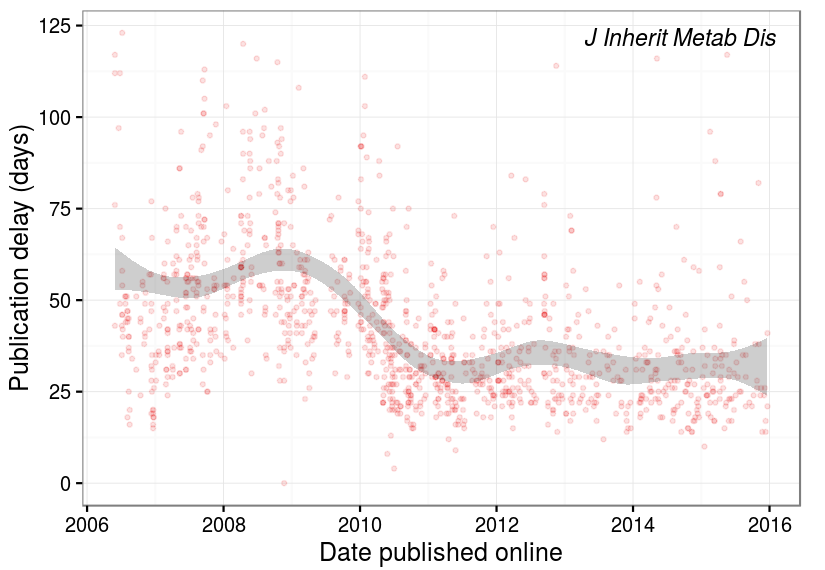 J Inherit Metab Dis
Publication delay (days)
125
100
75
50
25
0
2006 2008 2010 2012 2014 2016
Date published online